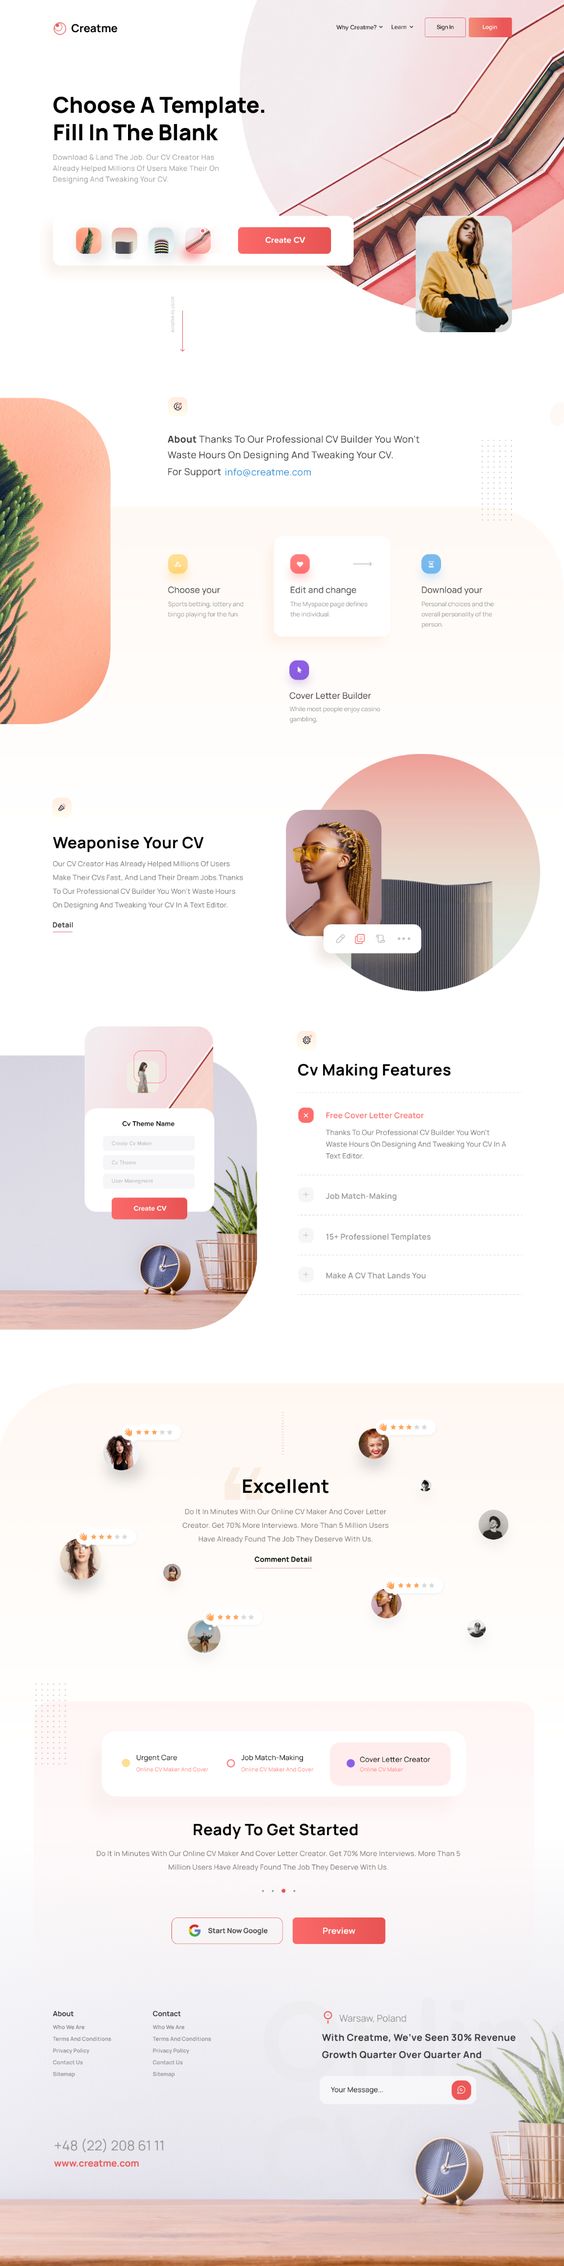 Creatme
Why Creatme?
Learn
Sign In
Login
Choose A Template.
Fill In The Blank
Download & Land The Job. Our CV Creator Has
Already Helped Millions Of Users Make Their On
Designing And Tweaking Your CV.
Create CV
About Thanks To Our Professional CV Builder You Won't
Waste Hours On Designing And Tweaking Your CV.
For Support info@creatme.com
Choose your
Sports betting, lottery and
bingo playing for the fun
Edit and change
The Myspace page defines
the individual.
Download your
Personal choices and the
overall personality of the
person.
Cover Letter Builder
While most people enjoy casino
gambling,
Weaponise Your CV
Our CV Creator Has Already Helped Millions Of Users
Make Their CVs Fast, And Land Their Dream Jobs Thanks
To Our Professional CV Builder You Won't Waste Hours
On Designing And Tweaking Your CV In A Text Editor.
Detail
Cv Theme Name
Create Cv Maker
Cv Theme
User Managment
Create CV
Cv Making Features
Free Cover Letter Creator
Thanks To Our Professional CV Builder You Won't
Waste Hours On Designing And Tweaking Your CV In A
Text Editor.
Job Match-Making
15+ Professionel Templates
Make A CV That Lands You
Excellent
Do It In Minutes With Our Online CV Maker And Cover Letter
Creator. Get 70% More Interviews. More Than 5 Million Users
Have Already Found The Job They Deserve With Us.
Comment Detail
Urgent Care
Online CV Maker And Cover
Job Match-Making
Online CV Maker And Cover
Cover Letter Creator
Online CV Maker
Ready To Get Started
Do It In Minutes With Our Online CV Maker And Cover Letter Creator. Get 70% More Interviews. More Than 5
Million Users Have Already Found The Job They Deserve With Us.
Start Now Google
Preview
About
Who We Are
Terms And Conditions
Privacy Policy
Contact Us
Sitemap
Contact
Who We Are
Terms And Conditions
Privacy Policy
Contact Us
Sitemap
Warsaw, Poland
With Creatme, We've Seen 30% Revenue
Growth Quarter Over Quarter And
Your Message...
+48 (22) 208 61 11
www.creatme.com